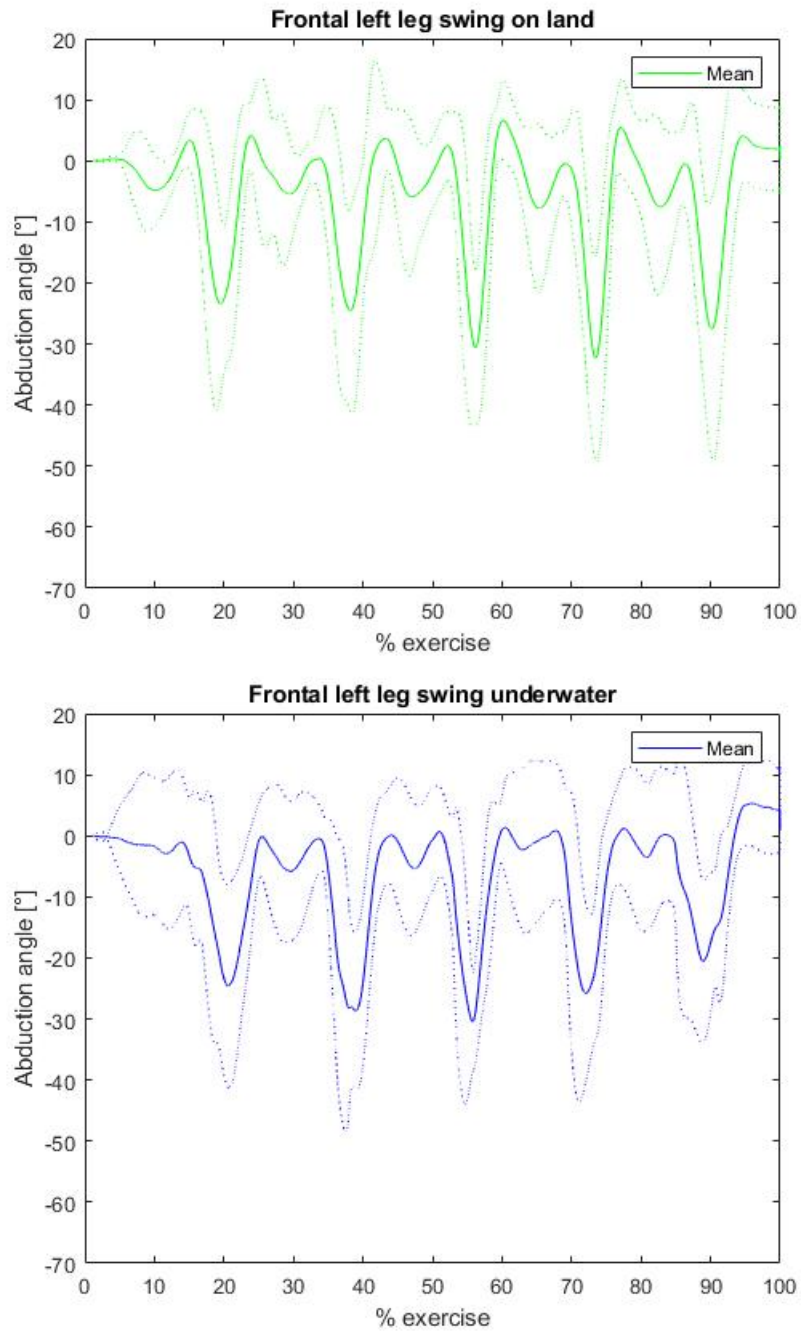 Frontal left leg swing on land
Mean
20
10
0
-10
-20
-30
-40
-50
-60
-70
Abduction angle [°]
0 10 20 30 40 50 60 70 80 90 100
% exercise
Frontal left leg swing underwater
Mean
20
10
0
-10
-20
-30
-40
-50
-60
-70
Abduction angle [°]
0 10 20 30 40 50 60 70 80 90 100
% exercise